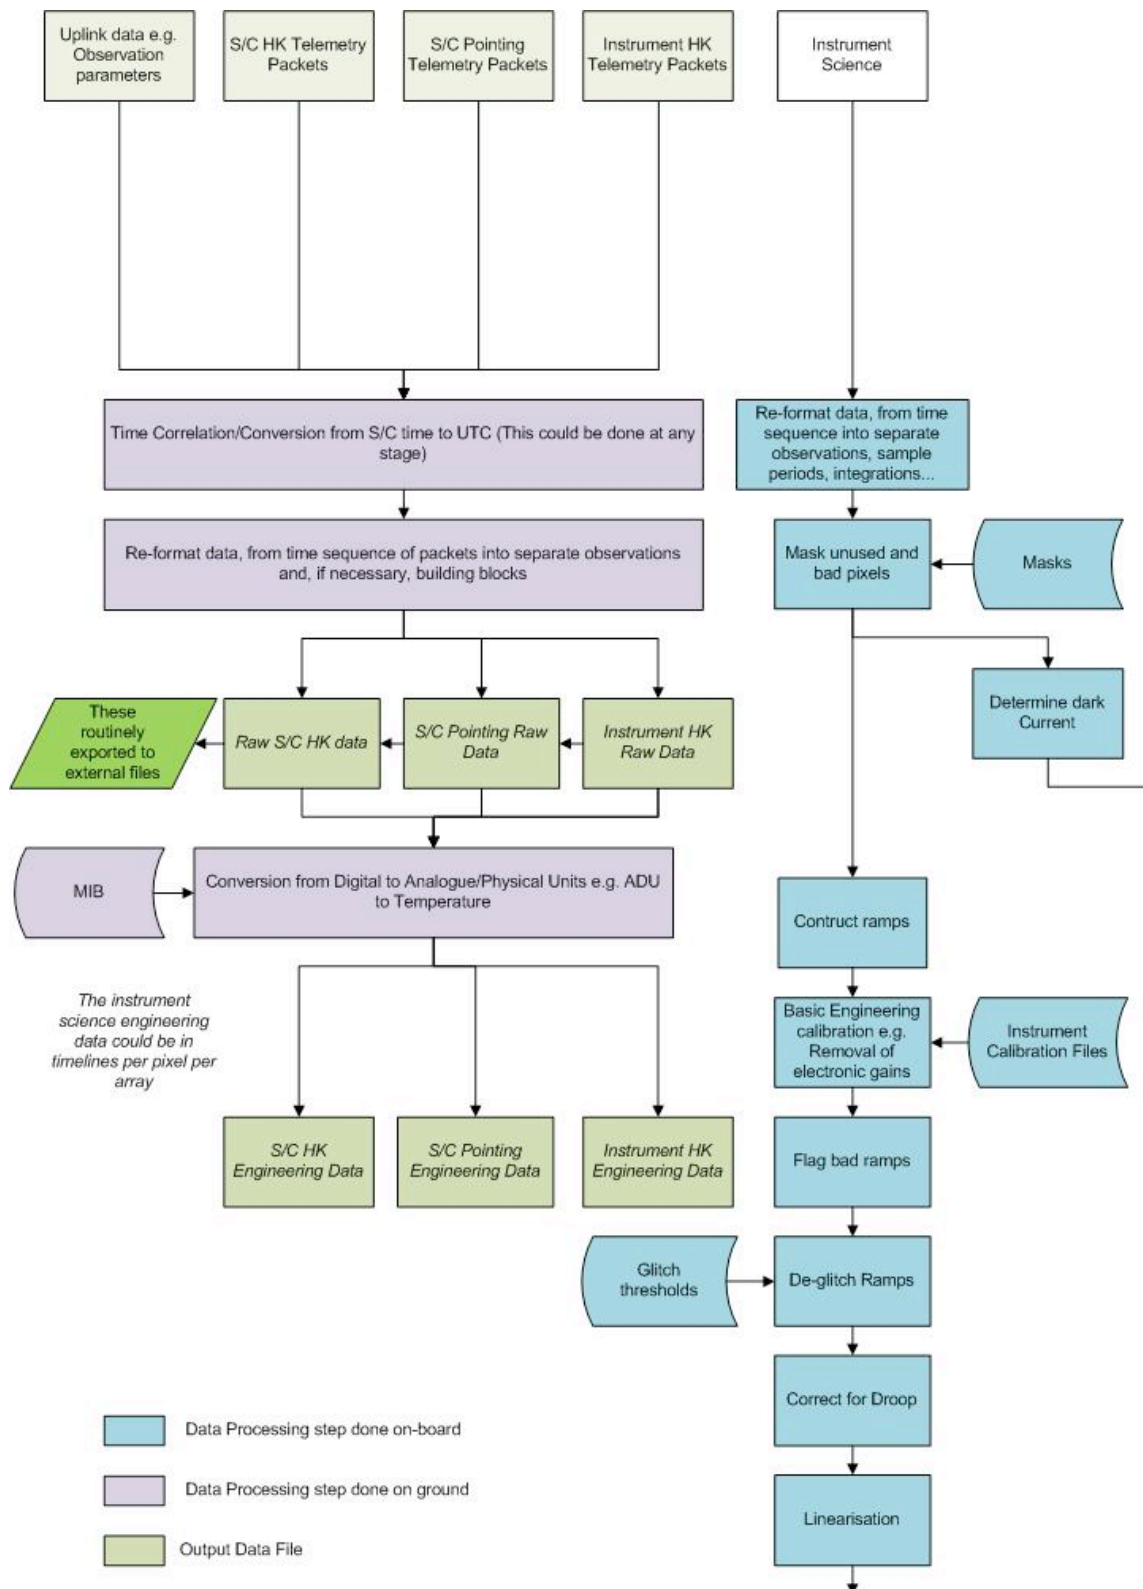 Uplink data e.g.
Observation
parameters
S/C HK Telemetry
Packets
S/C Pointing
Telemetry Packets
Instrument HK
Telemetry Packets
Instrument
Science
Time Correlation/Conversion from S/C time to UTC (This could be done at any
stage)
Re-format data, from time
sequence into separate
observations, sample
periods, integrations...
Re-format data, from time sequence of packets into separate observations
and, if necessary, building blocks
Mask unused and
bad pixels
Masks
These
routinely
exported to
external files
Raw S/C HK data
S/C Pointing Raw
Data
Instrument HK
Raw Data
Determine dark
Current
MIB
Conversion from Digital to Analogue/Physical Units e.g. ADU
to Temperature
Contruct ramps
The instrument
science engineering
data could be in
timelines per pixel per
array
Basic Engineering
calibration e.g.
Removal of
electronic gains
Instrument
Calibration Files
S/C HK
Engineering Data
S/C Pointing
Engineering Data
Instrument HK
Engineering Data
Flag bad ramps
Glitch
thresholds
De-glitch Ramps
Correct for Droop
Data Processing step done on-board
Data Processing step done on ground
Linearisation
Output Data File